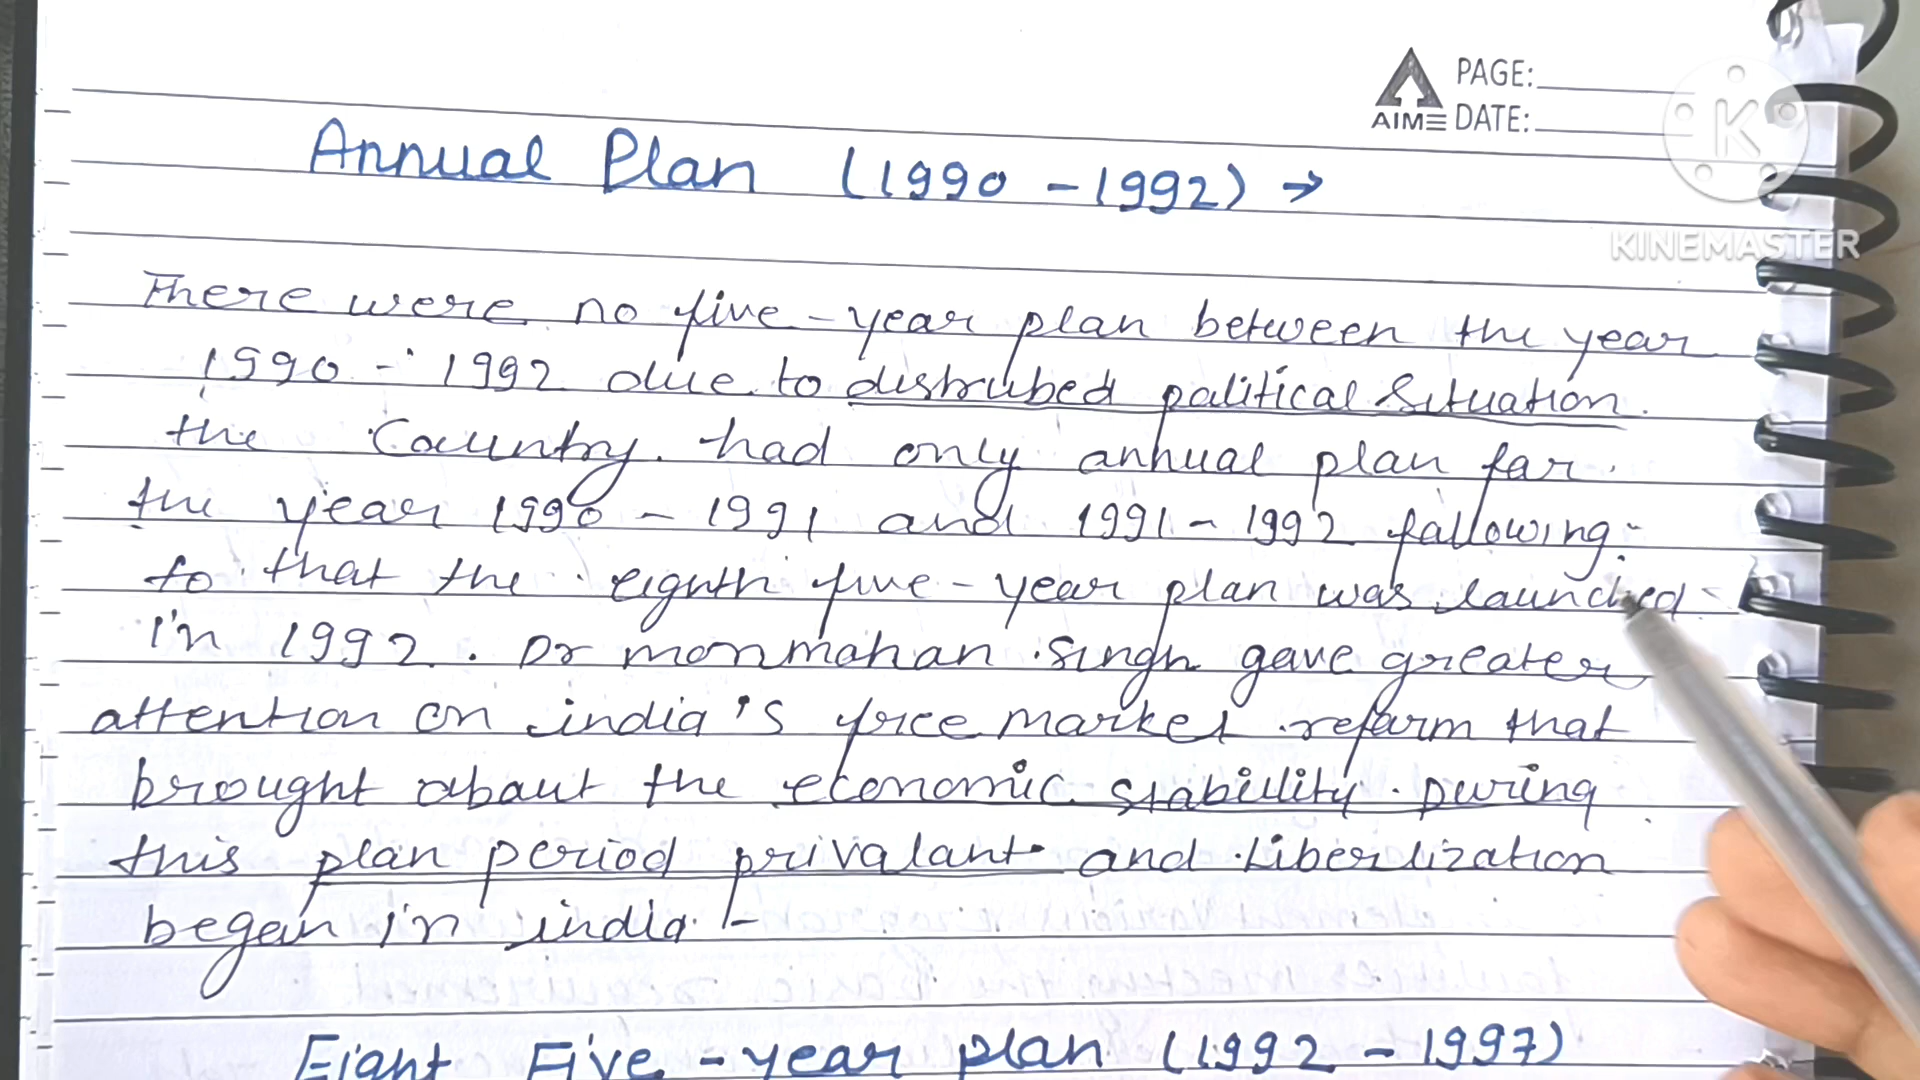 AIM PAGE:
DATE:
K
KINEMASTER
Annual Plan (1990 - 1992) →
There were no five-year plan between the year
1990 - 1992 due to distrubed political situation.
the Country had only annual plan for
the year 1990 - 1991 and 1991 - 1992 following
to that the eighth five-year plan was launched
in 1992. Dr monmahan singh gave greater
attention on india's free market reform that
brought about the economic stability. During
this plan period privalant and Liberlization
began in india.
Eight Five-year plan (1992 - 1997)